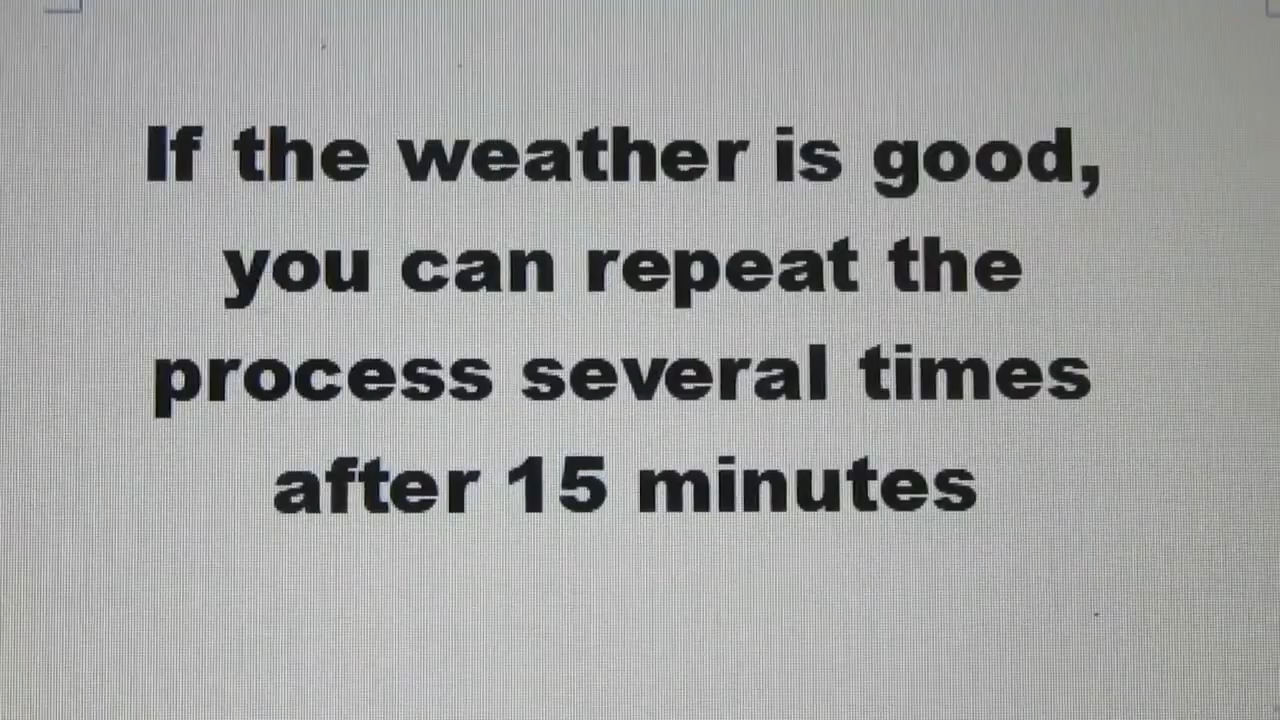 If the weather is good,
you can repeat the
process several times
after 15 minutes